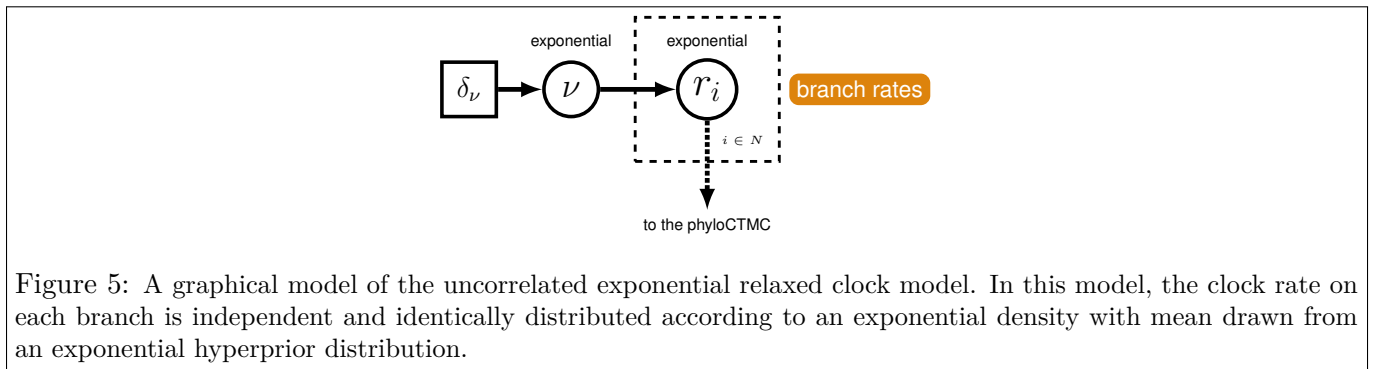 exponential exponential
δ_ν ν r_i branch rates
i ∈ N
to the phyloCTMC
Figure 5: A graphical model of the uncorrelated exponential relaxed clock model. In this model, the clock rate on
each branch is independent and identically distributed according to an exponential density with mean drawn from
an exponential hyperprior distribution.